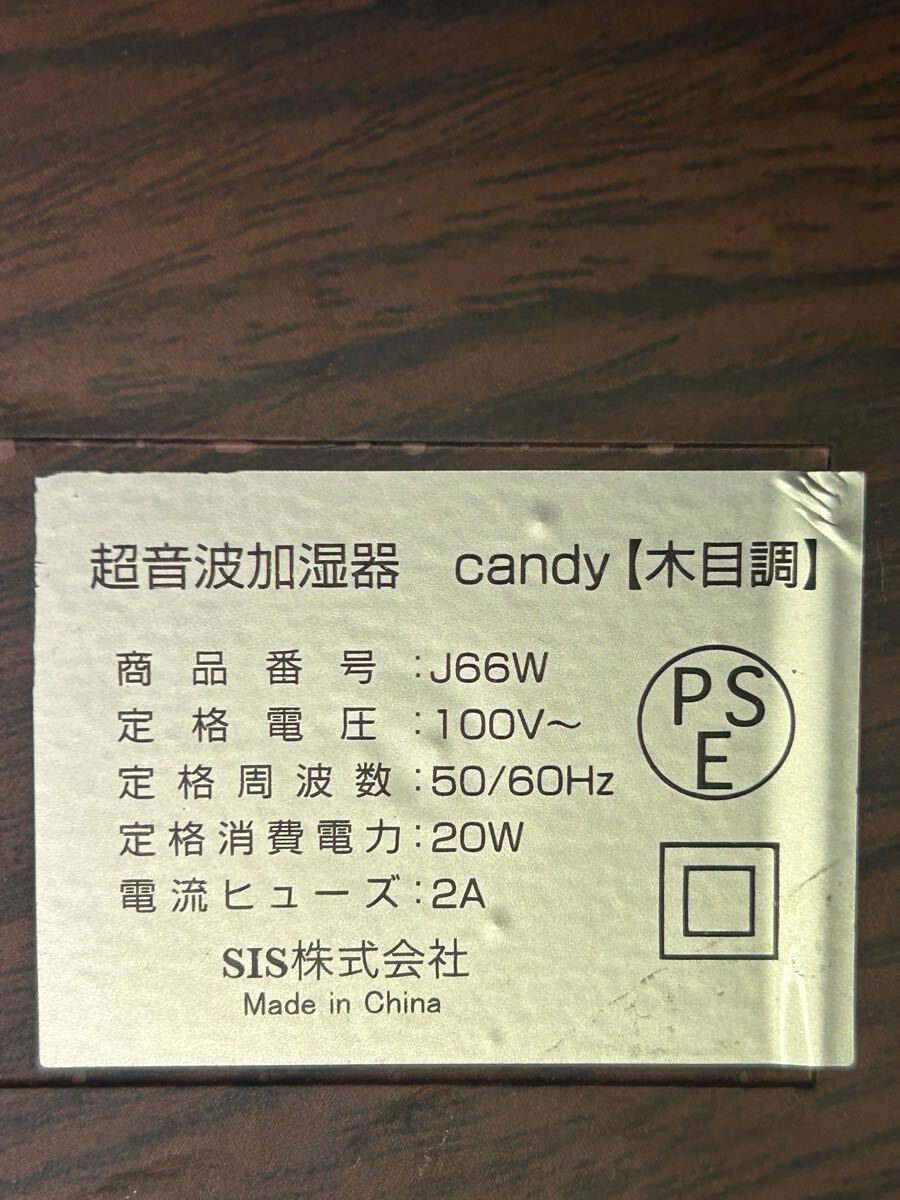 超音波加湿器 candy【木目調】
商品番号:J66W
定格電圧:100V～
定格周波数:50/60Hz
定格消費電力:20W
電流ヒューズ:2A
PS
E
SIS株式会社
Made in China